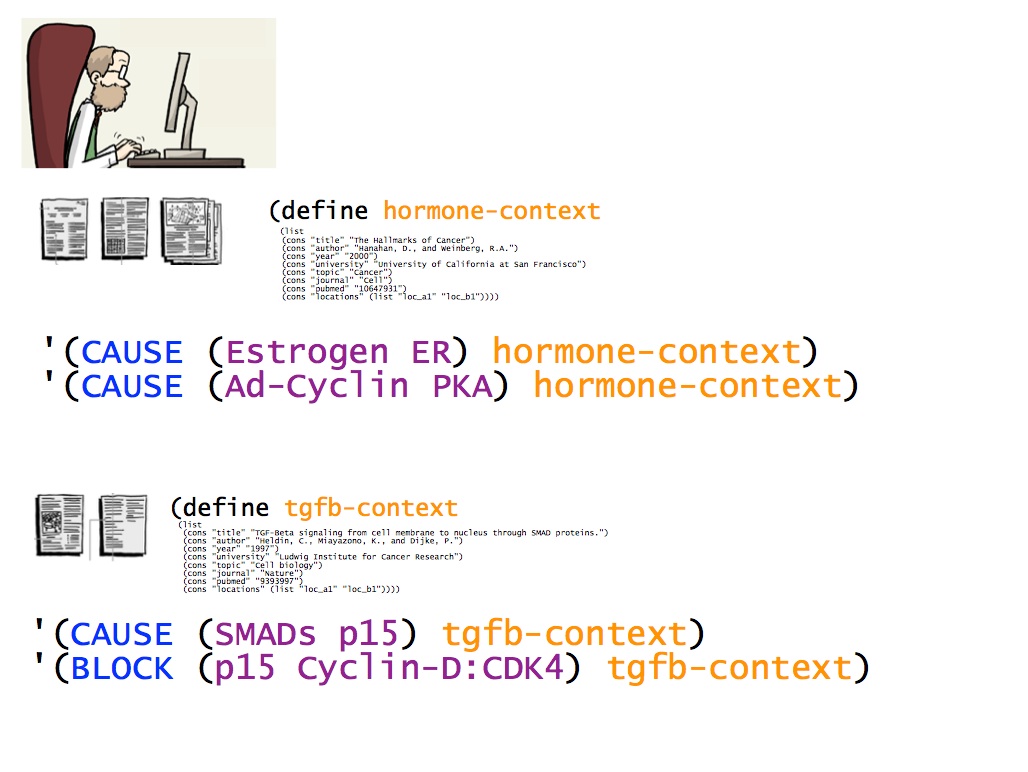 (define hormone-context
(list
(cons "title" "The Hallmarks of Cancer")
(cons "author" "Hanahan, D., and Weinberg, R.A.")
(cons "year" "2000")
(cons "university" "University of California at San Francisco")
(cons "topic" "Cancer")
(cons "journal" "Cell")
(cons "pubmed" "10647931")
(cons "locations" (list "loc_a1" "loc_b1"))))
'(CAUSE (Estrogen ER) hormone-context)
'(CAUSE (Ad-Cyclin PKA) hormone-context)
(define tgfb-context
(list
(cons "title" "TGF-Beta signaling from cell membrane to nucleus through SMAD proteins.")
(cons "author" "Heldin, C., Miayazono, K., and Dijke, P.")
(cons "year" "1997")
(cons "university" "Ludwig Institute for Cancer Research")
(cons "topic" "Cell biology")
(cons "journal" "Nature")
(cons "pubmed" "9393997")
(cons "locations" (list "loc_a1" "loc_b1"))))
'(CAUSE (SMADs p15) tgfb-context)
'(BLOCK (p15 Cyclin-D:CDK4) tgfb-context)